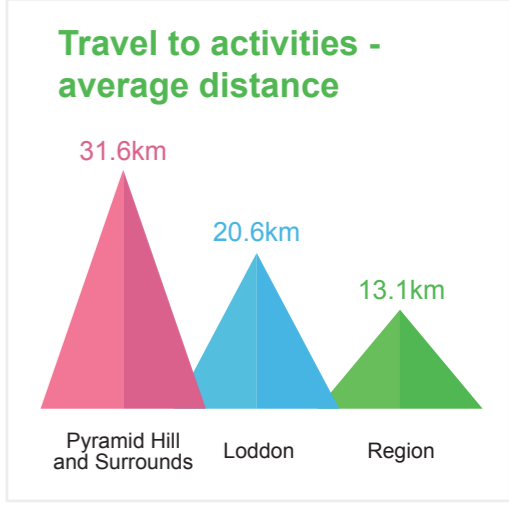 Travel to activities -
average distance
31.6km
20.6km
13.1km
Pyramid Hill
and Surrounds
Loddon
Region